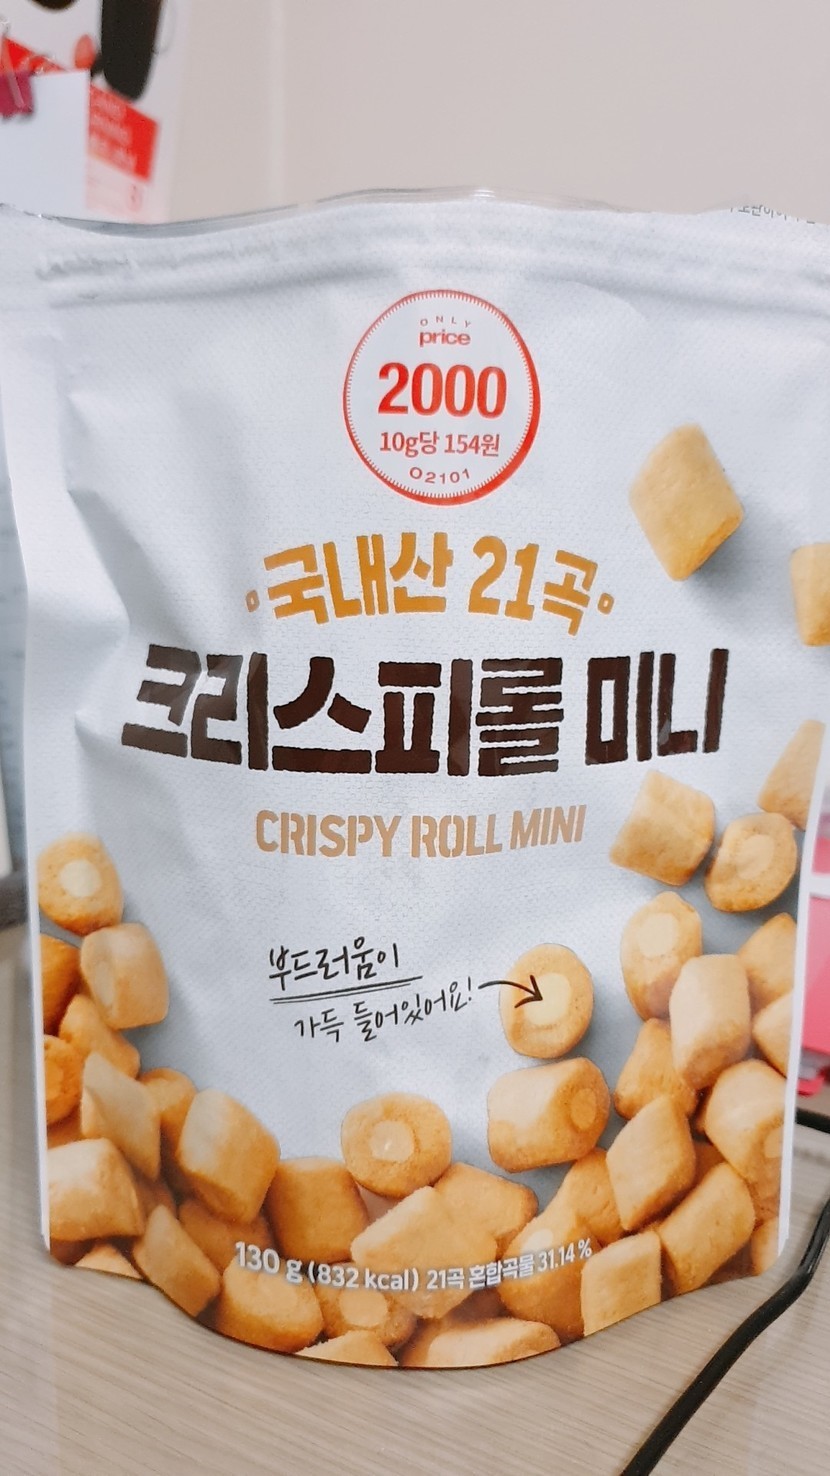 ONLY
price
2000
10g당 154원
O2101
국내산 21곡
크리스피롤 미니
CRISPY ROLL MINI
부드러움이
가득 들어있어요!
130 g (832 kcal) 21곡 혼합곡물 31.14 %